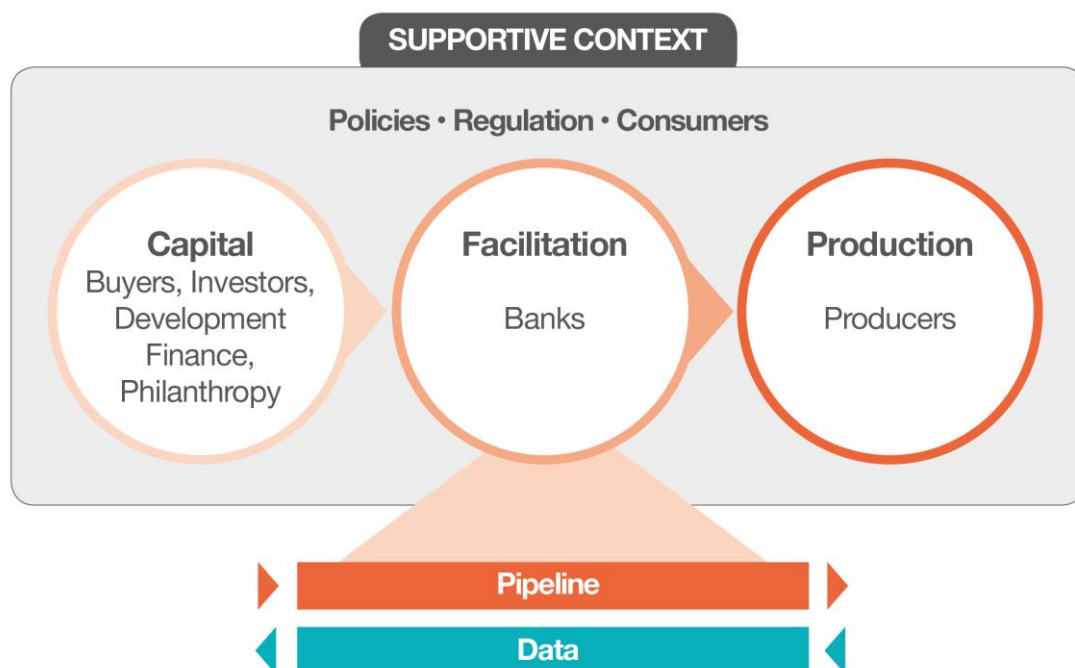 SUPPORTIVE CONTEXT
Policies • Regulation • Consumers
Capital
Buyers, Investors,
Development
Finance,
Philanthropy
Facilitation
Banks
Production
Producers
Pipeline
Data